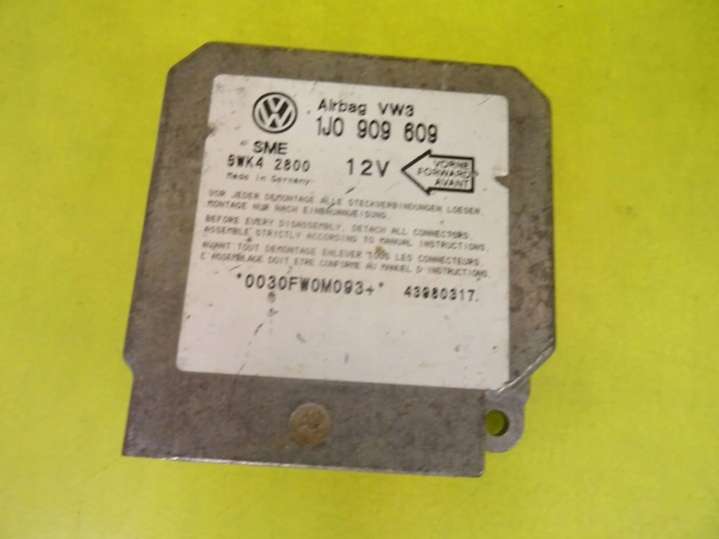 Airbag VW3
1J0 909 609
SME
5WK4 2800
12V
VORNE
FORWARD
AVANT
Made in Germany
VOR JEDER DEMONTAGE ALLE STECKVERBINDUNGEN LOESEN.
MONTAGE NUR NACH EINBAUANWEISUNG.
BEFORE EVERY DISASSEMBLY, DETACH ALL CONNECTORS
ASSEMBLE STRICTLY ACCORDING TO MANUAL INSTRUCTIONS.
AVANT TOUT DEMONTAGE ENLEVER TOUS LES CONNECTEURS
L'ASSEMBLAGE DOIT ETRE CONFORME AU MANUEL D'INSTRUCTIONS.
*0030FW0M093+*
43980317.